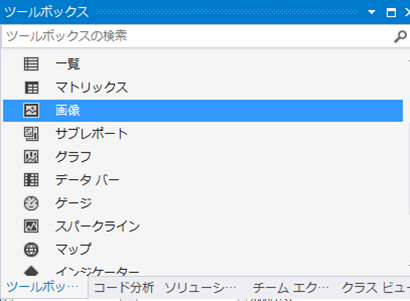 ツールボックス
ツールボックスの検索
一覧
マトリックス
画像
サブレポート
グラフ
データ バー
ゲージ
スパークライン
マップ
インジケーター
ツールボッ… コード分析 ソリューシ… チーム エク… クラス ビュ